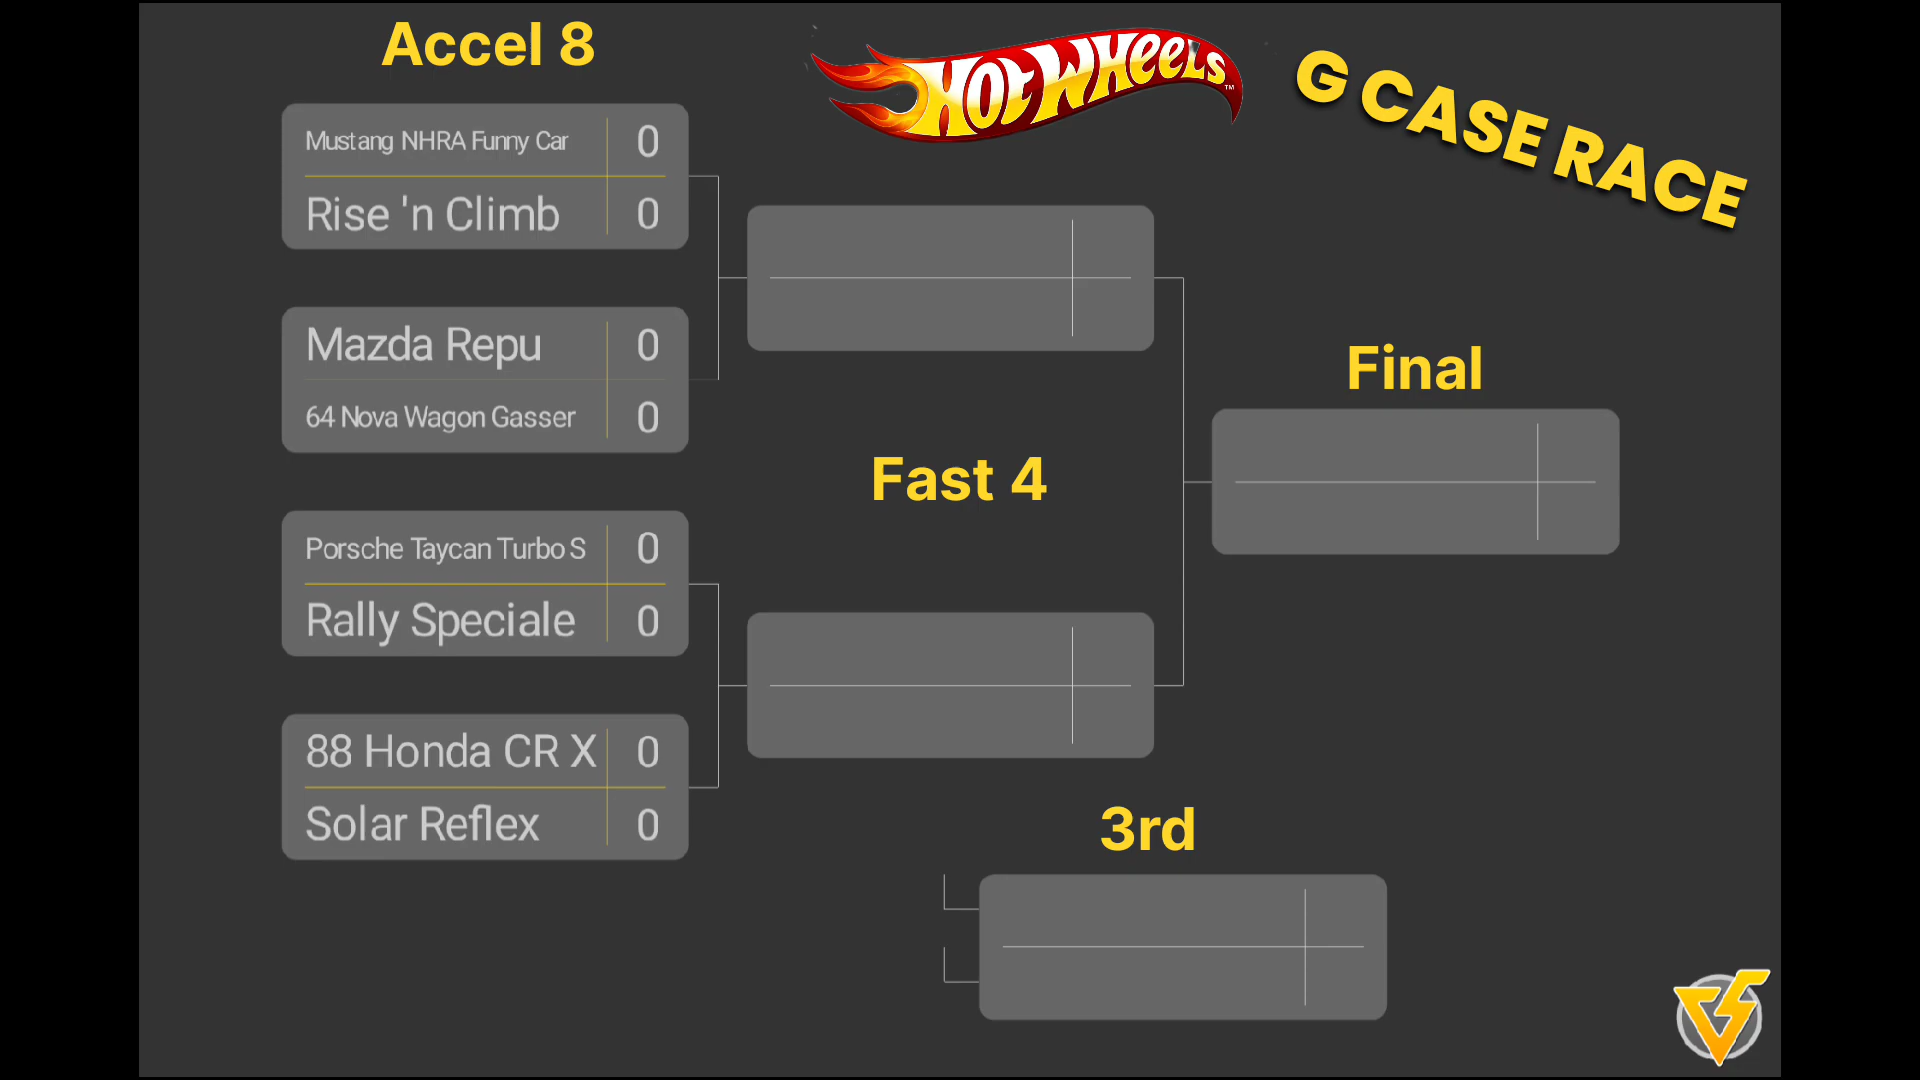 Accel 8
HOT WHEELS™
G CASE RACE
Mustang NHRA Funny Car 0
Rise 'n Climb 0
Mazda Repu 0
64 Nova Wagon Gasser 0
Porsche Taycan Turbo S 0
Rally Speciale 0
88 Honda CR X 0
Solar Reflex 0
Fast 4
Final
3rd